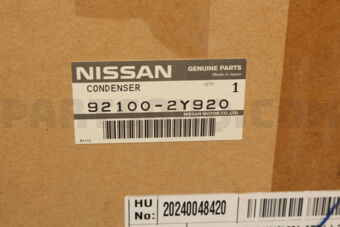 NISSAN
GENUINE PARTS
Made in Japan
CONDENSER
1
92100-2Y920
NISSAN MOTOR CO.,LTD
HU
No: 20240048420